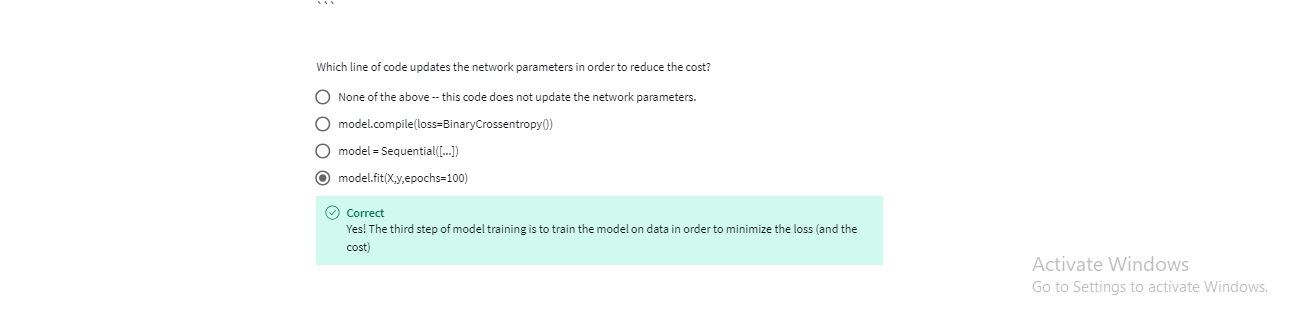 ```
Which line of code updates the network parameters in order to reduce the cost?
None of the above -- this code does not update the network parameters.
model.compile(loss=BinaryCrossentropy())
model = Sequential([...])
model.fit(X,y,epochs=100)
Correct
Yes! The third step of model training is to train the model on data in order to minimize the loss (and the
cost)
Activate Windows
Go to Settings to activate Windows.